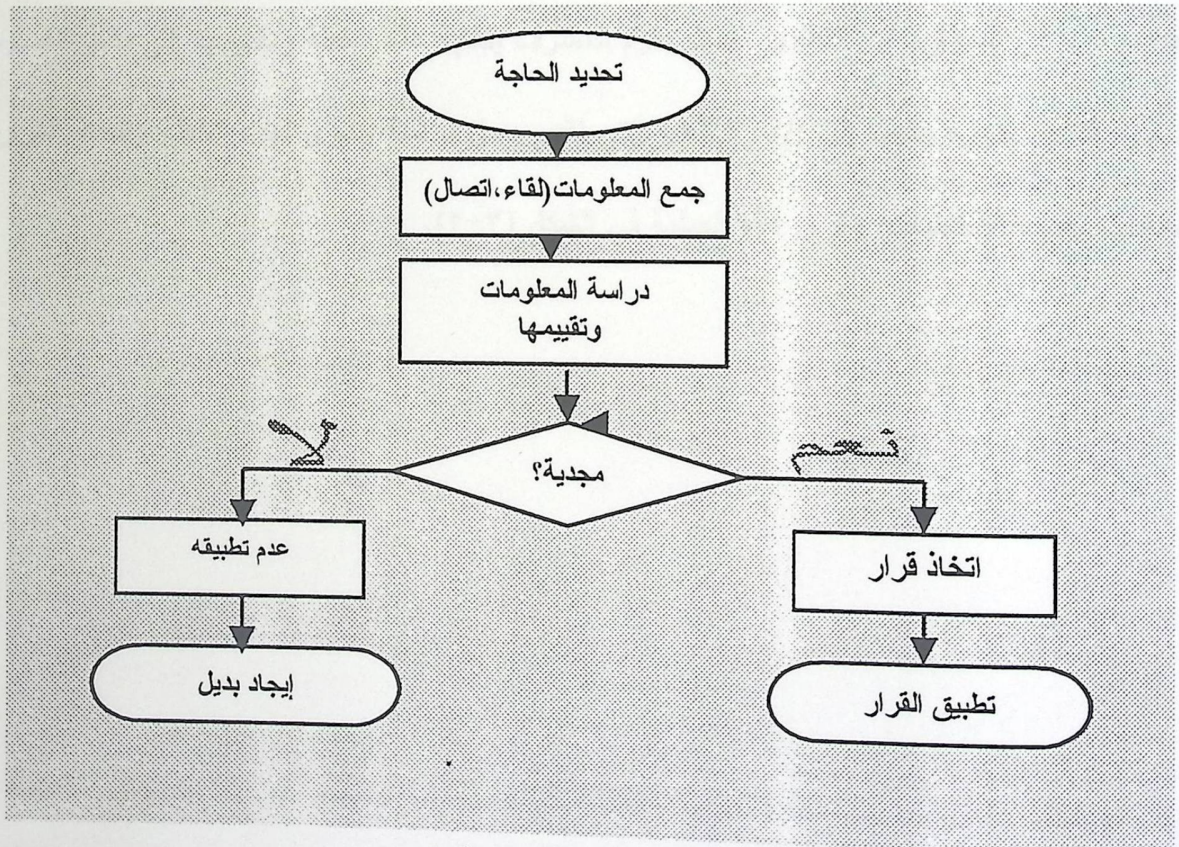 تحديد الحاجة
جمع المعلومات(لقاء،اتصال)
دراسة المعلومات
وتقييمها
مجدية؟
نعم
لا
اتخاذ قرار
عدم تطبيقه
تطبيق القرار
إيجاد بديل